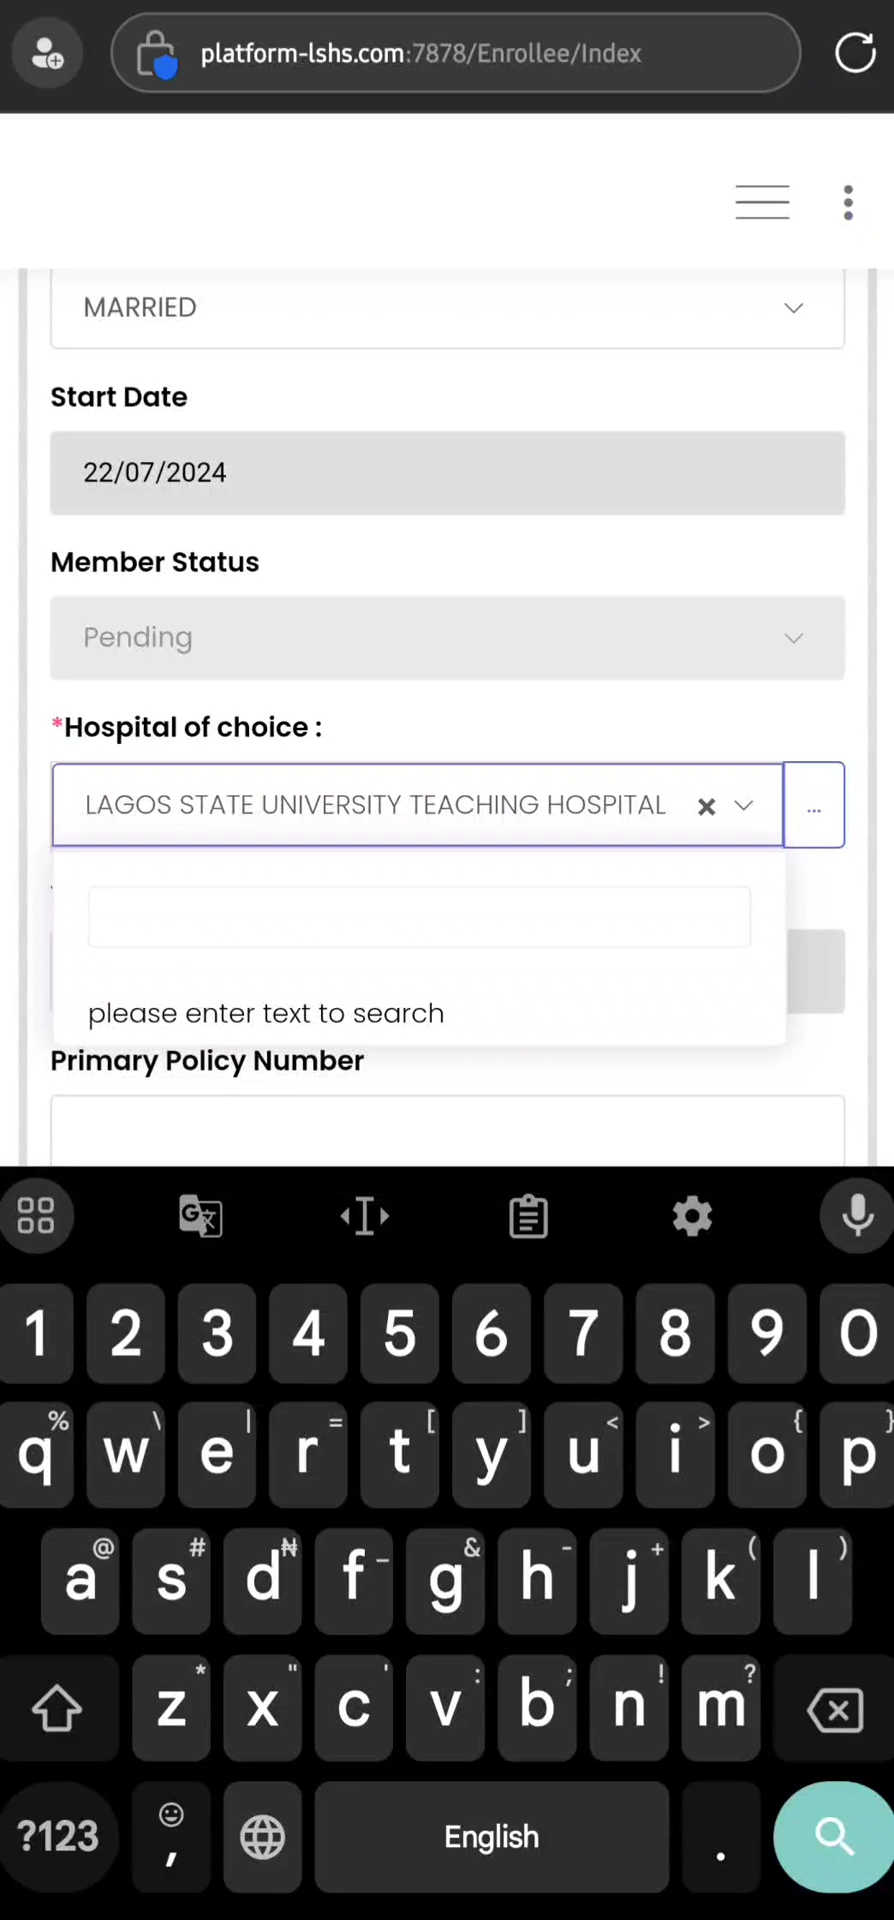 platform-lshs.com:7878/Enrollee/Index
MARRIED
Start Date
22/07/2024
Member Status
Pending
*Hospital of choice :
LAGOS STATE UNIVERSITY TEACHING HOSPITAL
...
please enter text to search
Primary Policy Number
1 2 3 4 5 6 7 8 9 0
% \ | = [ ] < > { }
q w e r t y u i o p
@ # ₦ _ & - + ( )
a s d f g h j k l
* " ' : ; ! ?
z x c v b n m
?123 , English .